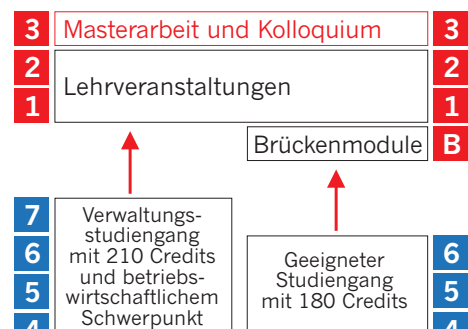 3 Masterarbeit und Kolloquium 3
2 2
Lehrveranstaltungen
1 1
Brückenmodule B
7
Verwaltungs-
studiengang
mit 210 Credits
und betriebs-
wirtschaftlichem
Schwerpunkt
6
5
4
Geeigneter
Studiengang
mit 180 Credits
6
5
4